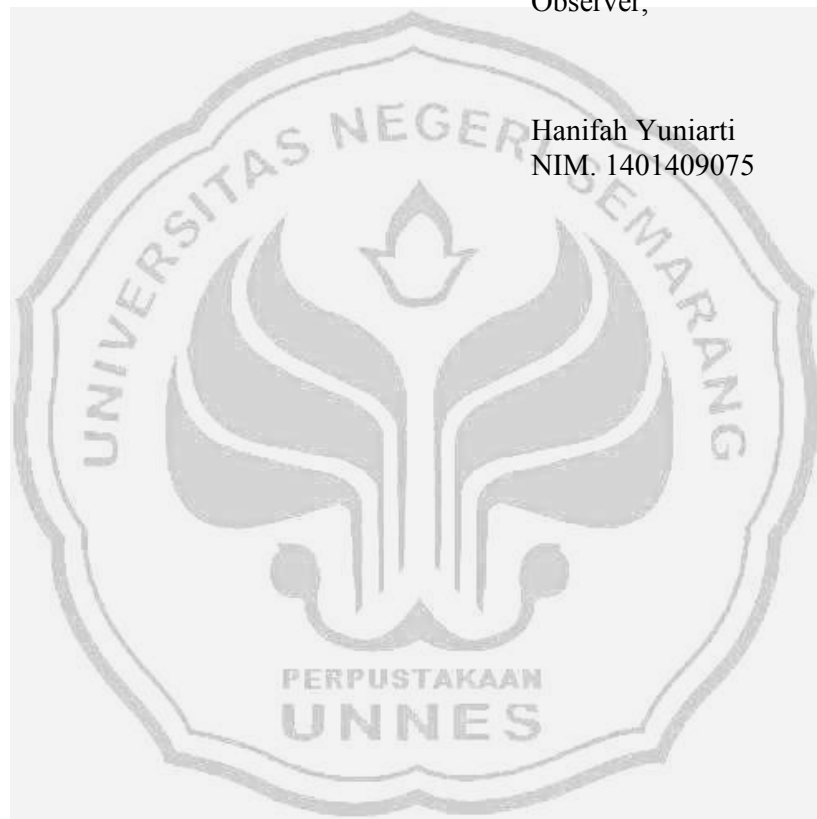 Observer,
Hanifah Yuniarti
NIM. 1401409075
UNIVERSITAS NEGERI SEMARANG
PERPUSTAKAAN
UNNES